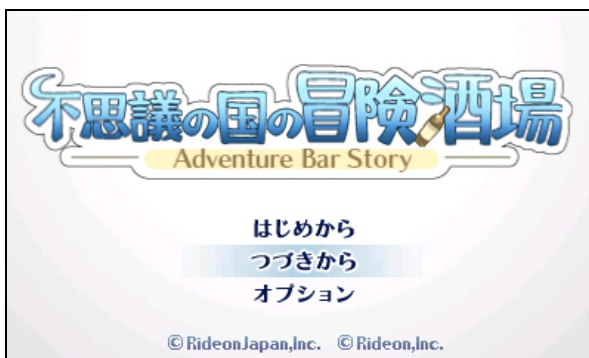 不思議の国の冒険酒場
Adventure Bar Story
はじめから
つづきから
オプション
©RideonJapan,Inc. ©Rideon,Inc.